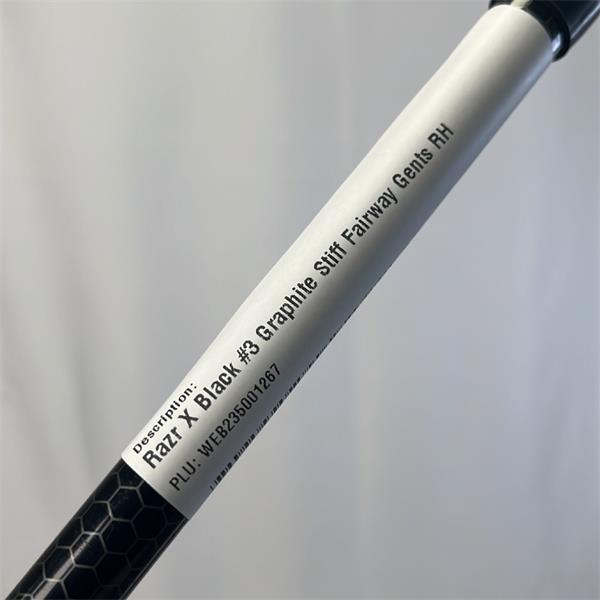 Description:
Razr X Black #3 Graphite Stiff Fairway Gents RH
PLU: WEB235001267